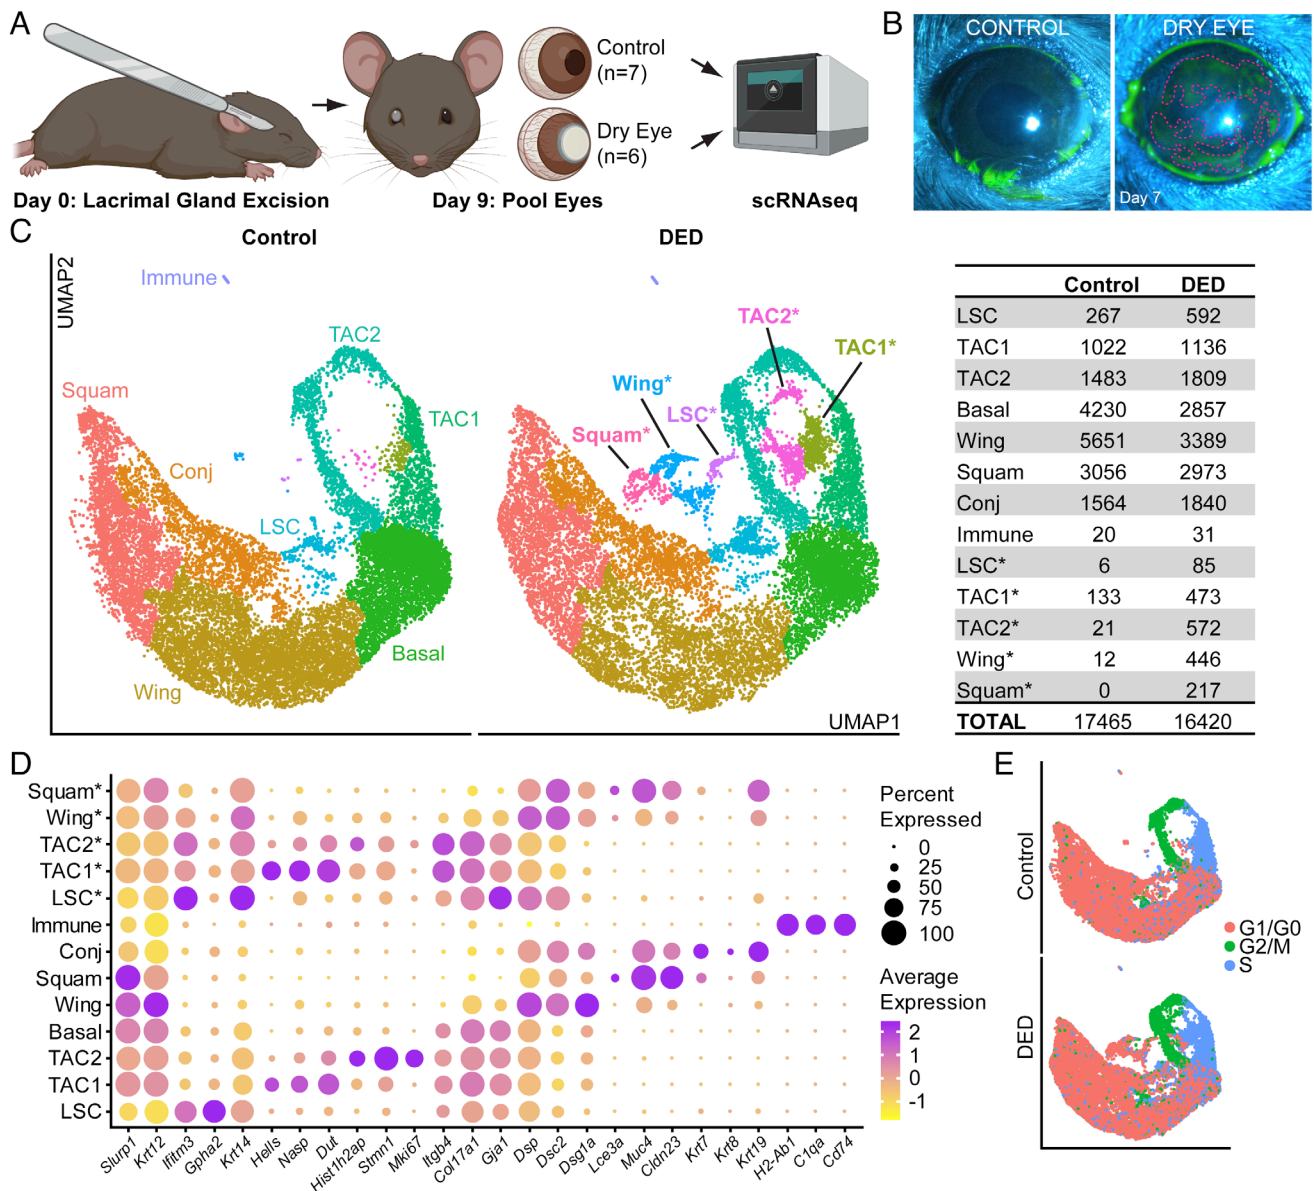 A
Control
(n=7)
Dry Eye
(n=6)
Day 0: Lacrimal Gland Excision
Day 9: Pool Eyes
scRNAseq
B
CONTROL
DRY EYE
Day 7
C
Control
DED
UMAP2
Immune
TAC2
Squam
TAC1
Conj
LSC
Basal
Wing
TAC2*
TAC1*
Wing*
LSC*
Squam*
UMAP1
Control DED
LSC 267 592
TAC1 1022 1136
TAC2 1483 1809
Basal 4230 2857
Wing 5651 3389
Squam 3056 2973
Conj 1564 1840
Immune 20 31
LSC* 6 85
TAC1* 133 473
TAC2* 21 572
Wing* 12 446
Squam* 0 217
TOTAL 17465 16420
D
Squam*
Wing*
TAC2*
TAC1*
LSC*
Immune
Conj
Squam
Wing
Basal
TAC2
TAC1
LSC
Slurp1
Krt12
Ifitm3
Gpha2
Krt14
Hells
Nasp
Dut
Hist1h2ap
Stmn1
Mki67
Itgb4
Col17a1
Gja1
Dsp
Dsc2
Dsg1a
Lce3a
Muc4
Cldn23
Krt7
Krt8
Krt19
H2-Ab1
C1qa
Cd74
Percent
Expressed
0
25
50
75
100
Average
Expression
2
1
0
-1
E
Control
DED
G1/G0
G2/M
S